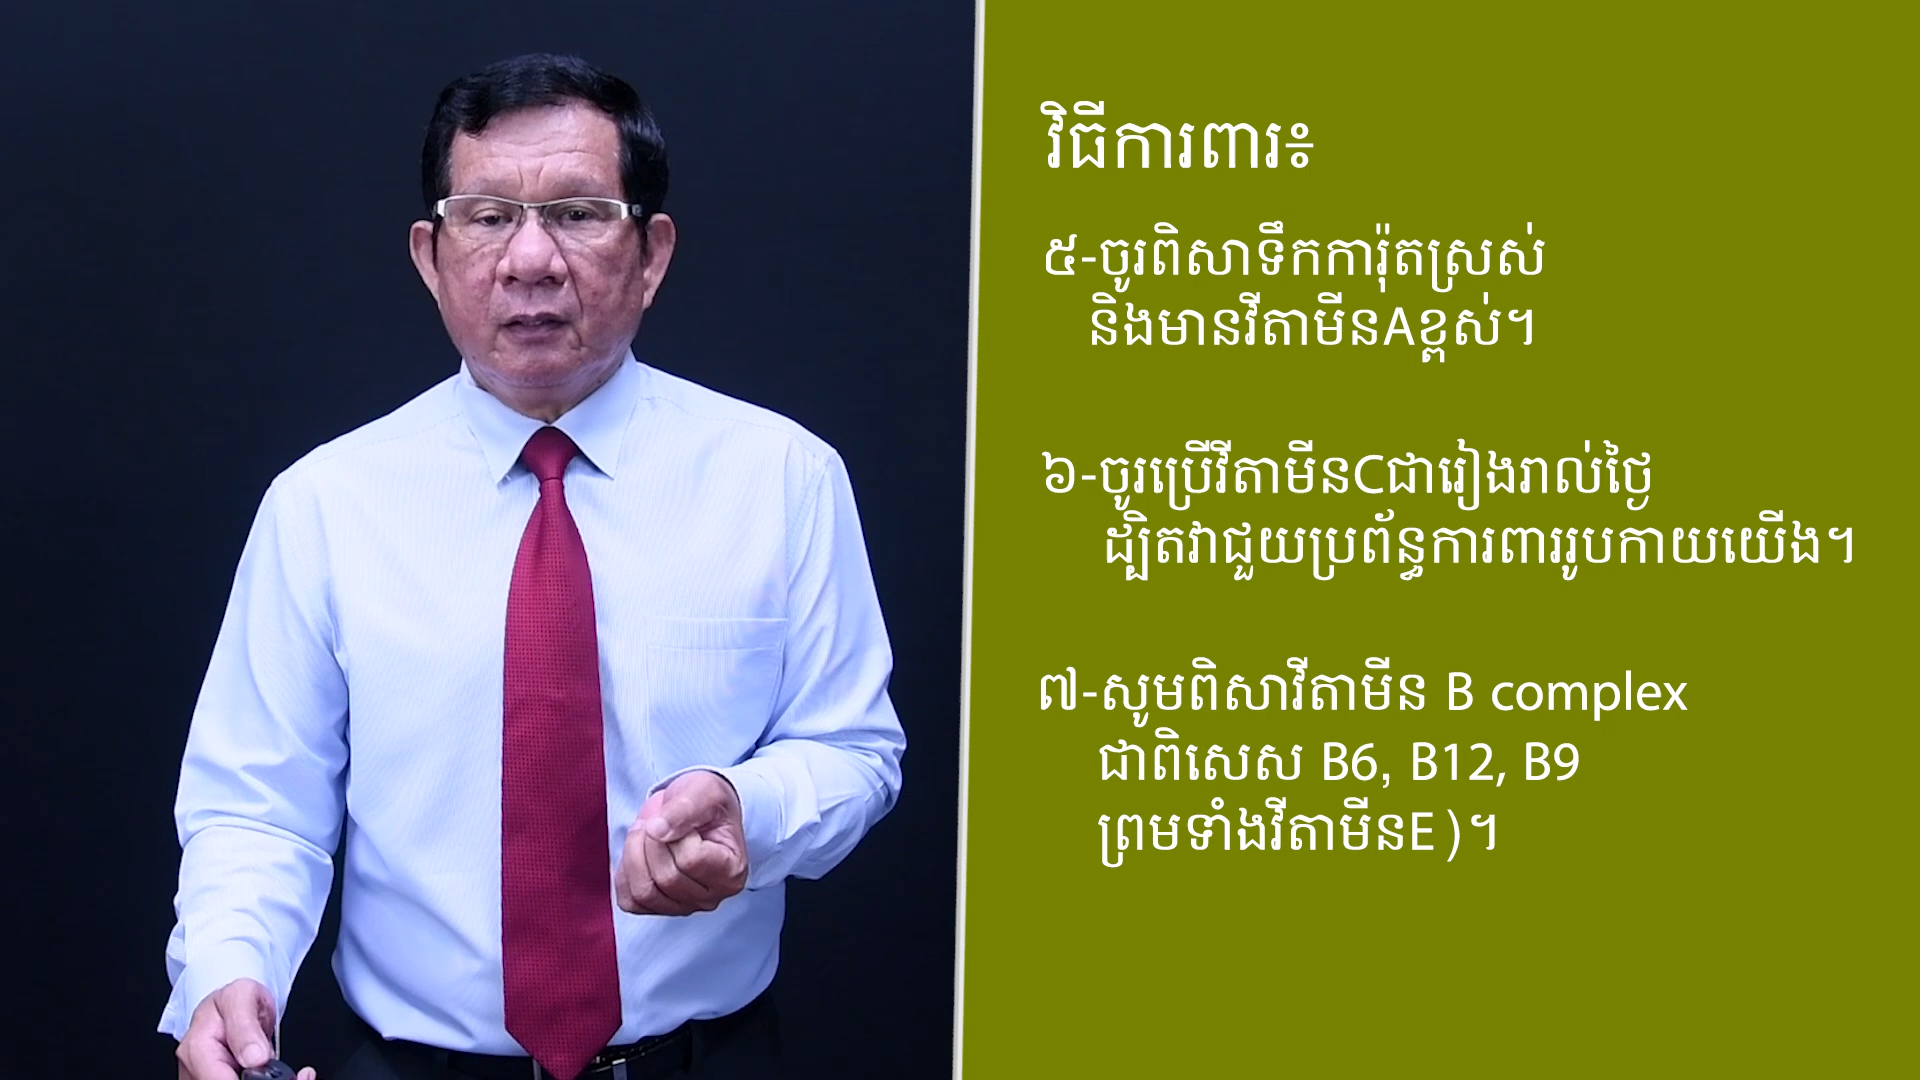 វិធីការពារ៖
៥-ចូរពិសាទឹកការ៉ុតស្រស់
និងមានវីតាមីនAខ្ពស់។
៦-ចូរប្រើវីតាមីនCជារៀងរាល់ថ្ងៃ
ដ្បិតវាជួយប្រព័ន្ធការពាររូបកាយយើង។
៧-សូមពិសាវីតាមីន B complex
ជាពិសេស B6, B12, B9
ព្រមទាំងវីតាមីនE )។